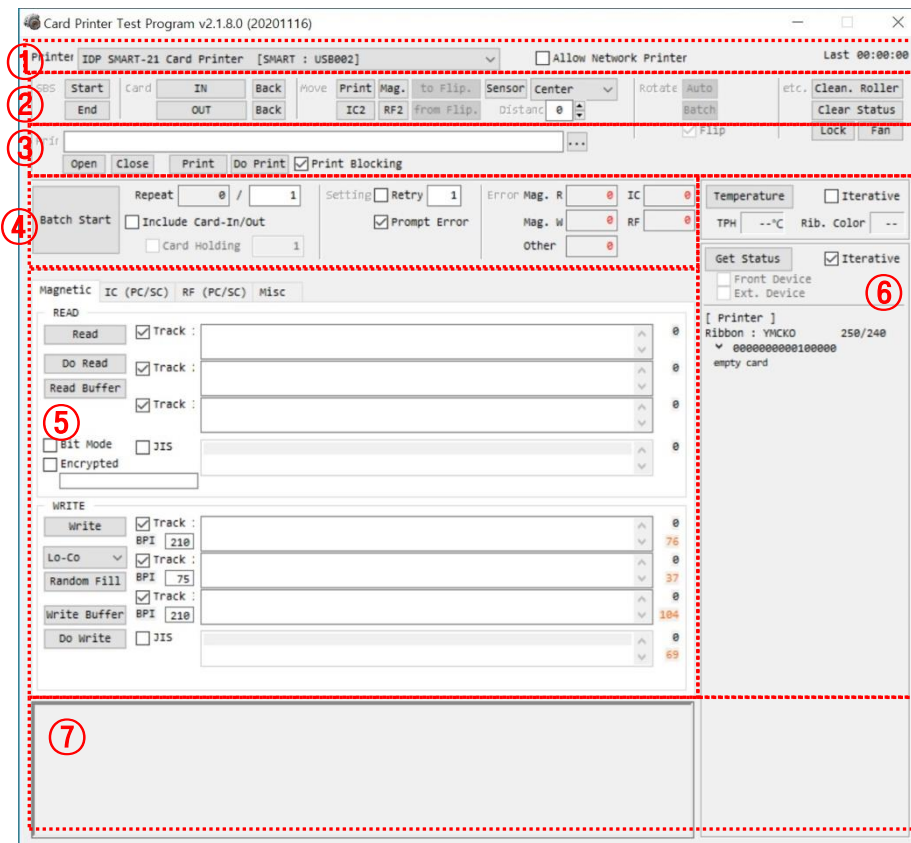 Card Printer Test Program v2.1.8.0 (20201116)
① Printer IDP SMART-21 Card Printer [SMART : USB002] Allow Network Printer Last 00:00:00
② SBS Start Card IN Back Move Print Mag. to Flip. Sensor Center Rotate Auto etc. Clean. Roller
End OUT Back IC2 RF2 from Flip. Distanc 0 Batch Clear Status
③ Flip Lock Fan
...
Open Close Print Do Print Print Blocking
④ Batch Start Repeat 0 / 1 Setting Retry 1 Error Mag. R 0 IC 0 Temperature Iterative
Include Card-In/Out Prompt Error Mag. W 0 RF 0 TPH --°C Rib. Color --
Card Holding 1 Other 0
Get Status Iterative
Front Device ⑥
Ext. Device
Magnetic IC (PC/SC) RF (PC/SC) Misc
[ Printer ]
Ribbon : YMCKO 250/240
0000000000100000
empty card
READ
Read Track : 0
Do Read Track : 0
Read Buffer
Track : 0
⑤
Bit Mode JIS 0
Encrypted
WRITE
Write Track : 0
BPI 210 76
Lo-Co Track : 0
Random Fill BPI 75 37
Track : 0
Write Buffer BPI 210 104
Do Write JIS 0
69
⑦